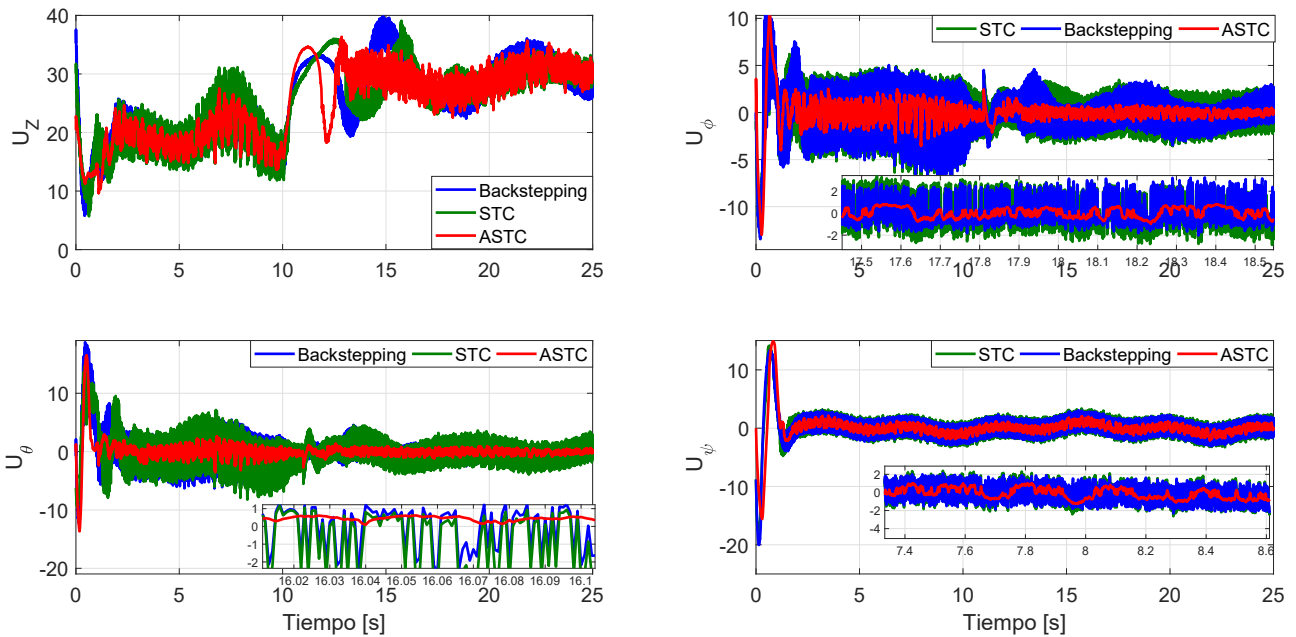 40
30
20
10
0
U_Z
Backstepping
STC
ASTC
0 5 10 15 20 25
10
5
0
-5
-10
U_ϕ
STC Backstepping ASTC
2
0
-2
17.5 17.6 17.7 17.8 17.9 18 18.1 18.2 18.3 18.4 18.5
0 5 10 15 20 25
10
0
-10
-20
U_θ
Backstepping STC ASTC
1
0
-1
-2
16.02 16.03 16.04 16.05 16.06 16.07 16.08 16.09 16.1
0 5 10 15 20 25
Tiempo [s]
10
0
-10
-20
U_ψ
STC Backstepping ASTC
2
0
-2
-4
7.4 7.6 7.8 8 8.2 8.4 8.6
0 5 10 15 20 25
Tiempo [s]